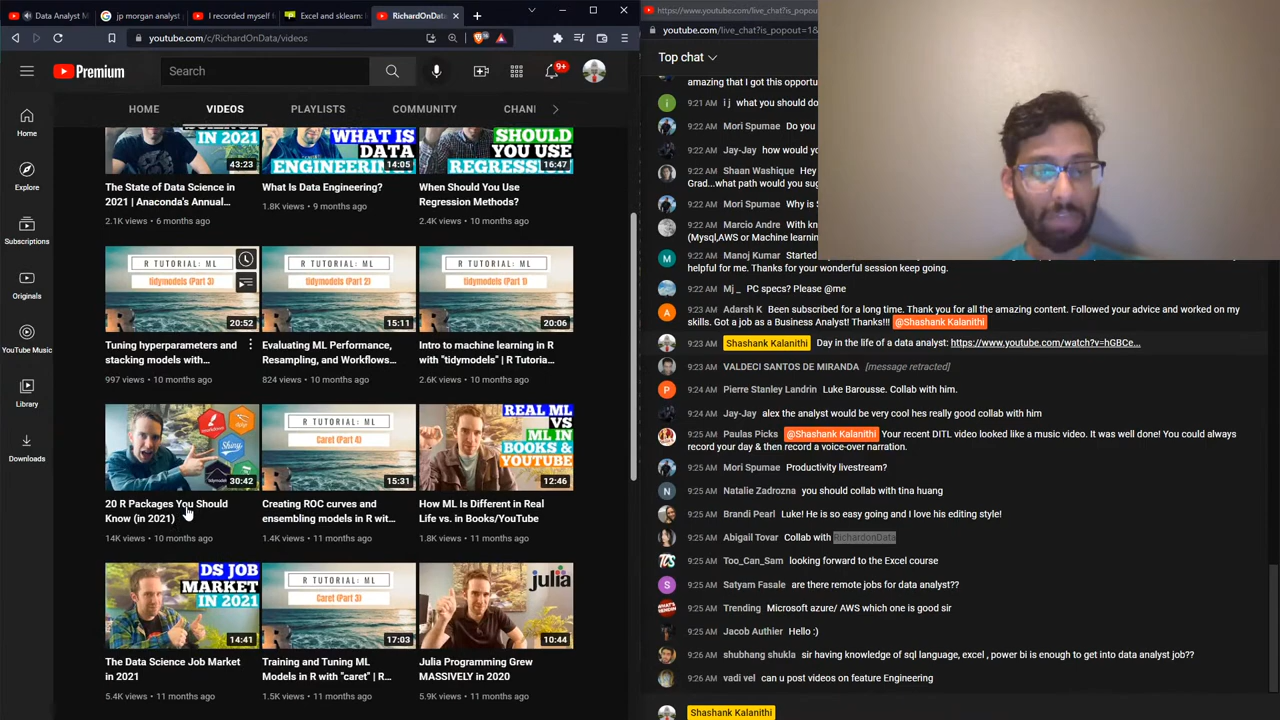 Data Analyst M
jp morgan analyst
I recorded myself
Excel and sklearn:
RichardOnData
youtube.com/c/RichardOnData/videos
Premium
Search
9+
HOME
VIDEOS
PLAYLISTS
COMMUNITY
CHANI
Home
Explore
Subscriptions
Originals
YouTube Music
Library
Downloads
SCIENCE
IN 2021
43:23
WHAT IS
DATA
ENGINEERING?
14:05
SHOULD
YOU USE
REGRESSI
16:47
The State of Data Science in
2021 | Anaconda's Annual...
2.1K views • 6 months ago
What Is Data Engineering?
1.8K views • 9 months ago
When Should You Use
Regression Methods?
2.4K views • 10 months ago
R TUTORIAL: ML
tidymodels (Part 3)
20:52
R TUTORIAL: ML
tidymodels (Part 2)
15:11
R TUTORIAL: ML
tidymodels (Part 1)
20:06
Tuning hyperparameters and
stacking models with...
997 views • 10 months ago
Evaluating ML Performance,
Resampling, and Workflows...
824 views • 10 months ago
Intro to machine learning in R
with "tidymodels" | R Tutoria...
2.6K views • 10 months ago
Shiny
30:42
R TUTORIAL: ML
Caret (Part 4)
15:31
REAL ML
VS
ML IN
BOOKS &
YOUTUBE
12:46
20 R Packages You Should
Know (in 2021)
14K views • 10 months ago
Creating ROC curves and
ensembling models in R wit...
1.4K views • 11 months ago
How ML Is Different in Real
Life vs. in Books/YouTube
1.8K views • 11 months ago
DS JOB
MARKET
IN 2021
14:41
R TUTORIAL: ML
Caret (Part 3)
17:03
julia
10:44
The Data Science Job Market
in 2021
5.4K views • 11 months ago
Training and Tuning ML
Models in R with "caret" | R...
1.5K views • 11 months ago
Julia Programming Grew
MASSIVELY in 2020
5.9K views • 11 months ago
https://www.youtube.com/live_chat?is_popout=
youtube.com/live_chat?is_popout=1&
Top chat
amazing that I got this opportu
9:21 AM i j what you should do
9:22 AM Mori Spumae Do you
9:22 AM Jay-Jay how would yo
9:22 AM Shaan Washique Hey
Grad...what path would you sug
9:22 AM Mori Spumae Why is S
9:22 AM Marcio Andre With kn
(Mysql,AWS or Machine learnin
9:22 AM Manoj Kumar Started
helpful for me. Thanks for your wonderful session keep going.
9:22 AM Mj _ PC specs? Please @me
9:23 AM Adarsh K Been subscribed for a long time. Thank you for all the amazing content. Followed your advice and worked on my
skills. Got a job as a Business Analyst! Thanks!!! @Shashank Kalanithi
9:23 AM Shashank Kalanithi Day in the life of a data analyst: https://www.youtube.com/watch?v=hGBCe...
9:23 AM VALDECI SANTOS DE MIRANDA [message retracted]
9:24 AM Pierre Stanley Landrin Luke Barousse. Collab with him.
9:24 AM Jay-Jay alex the analyst would be very cool hes really good collab with him
9:25 AM Paulas Picks @Shashank Kalanithi Your recent DITL video looked like a music video. It was well done! You could always
record your day & then record a voice-over narration.
9:25 AM Mori Spumae Productivity livestream?
9:25 AM Natalie Zadrozna you should collab with tina huang
9:25 AM Brandi Pearl Luke! He is so easy going and I love his editing style!
9:25 AM Abigail Tovar Collab with RichardonData
9:25 AM Too_Can_Sam looking forward to the Excel course
9:25 AM Satyam Fasale are there remote jobs for data analyst??
9:25 AM Trending Microsoft azure/ AWS which one is good sir
9:25 AM Jacob Authier Hello :)
9:26 AM shubhang shukla sir having knowledge of sql language, excel , power bi is enough to get into data analyst job??
9:26 AM vadi vel can u post videos on feature Engineering
Shashank Kalanithi